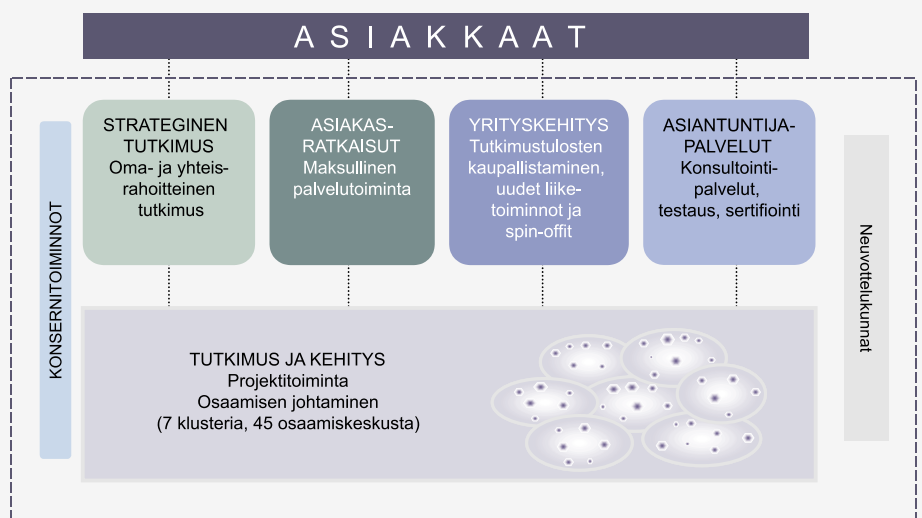 ASIAKKAAT
KONSERNITOIMINNOT
STRATEGINEN
TUTKIMUS
Oma- ja yhteis-
rahoitteinen
tutkimus
ASIAKAS-
RATKAISUT
Maksullinen
palvelutoiminta
YRITYSKEHITYS
Tutkimustulosten
kaupallistaminen,
uudet liike-
toiminnot ja
spin-offit
ASIANTUNTIJA-
PALVELUT
Konsultointi-
palvelut,
testaus, sertifiointi
Neuvottelukunnat
TUTKIMUS JA KEHITYS
Projektitoiminta
Osaamisen johtaminen
(7 klusteria, 45 osaamiskeskusta)